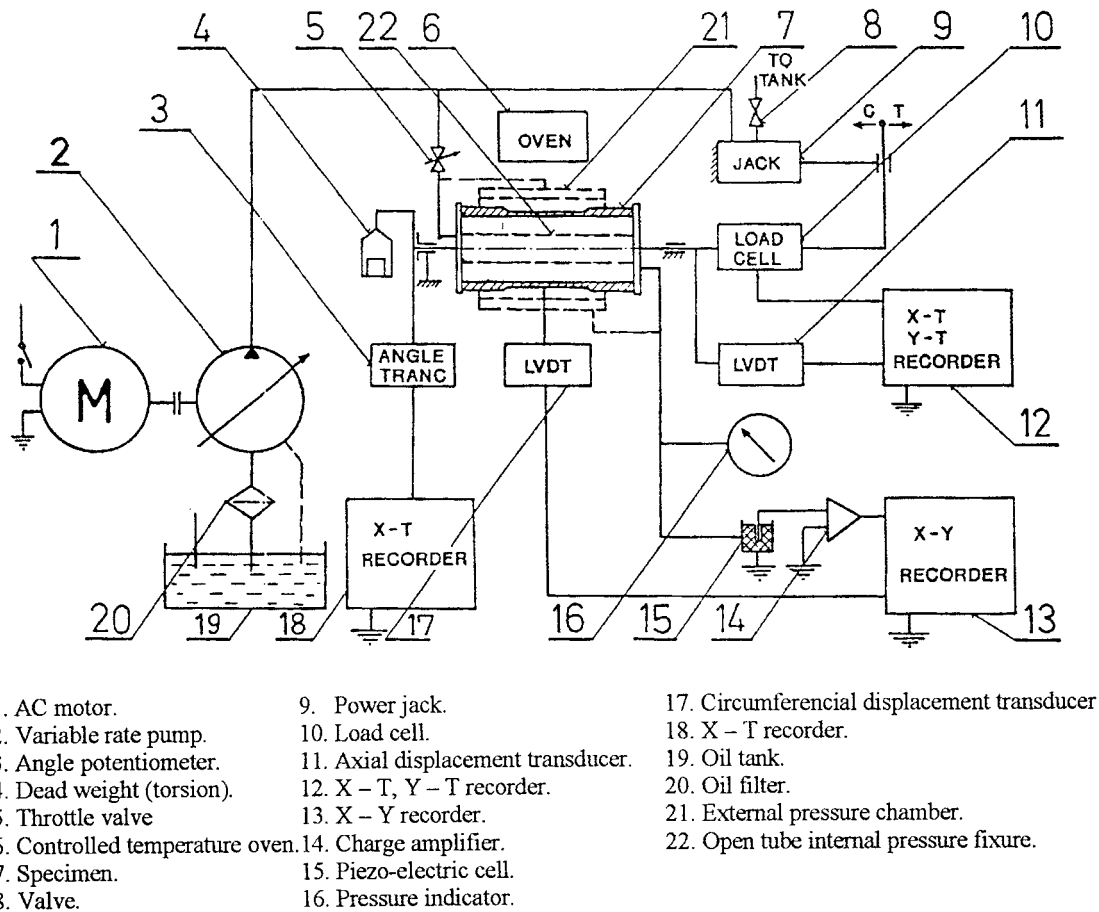 4 5 22 6 21 7 8 9 10
TO
TANK
3
OVEN
C T
11
2
JACK
1
LOAD
CELL
X-T
Y-T
RECORDER
ANGLE
TRANC
LVDT
LVDT
M
12
X-T
RECORDER
X-Y
RECORDER
20 19 18 17 16 15 14 13
. AC motor.
. Variable rate pump.
. Angle potentiometer.
. Dead weight (torsion).
. Throttle valve
. Controlled temperature oven.
7. Specimen.
8. Valve.
9. Power jack.
10. Load cell.
11. Axial displacement transducer.
12. X – T, Y – T recorder.
13. X – Y recorder.
14. Charge amplifier.
15. Piezo-electric cell.
16. Pressure indicator.
17. Circumferencial displacement transducer
18. X – T recorder.
19. Oil tank.
20. Oil filter.
21. External pressure chamber.
22. Open tube internal pressure fixure.